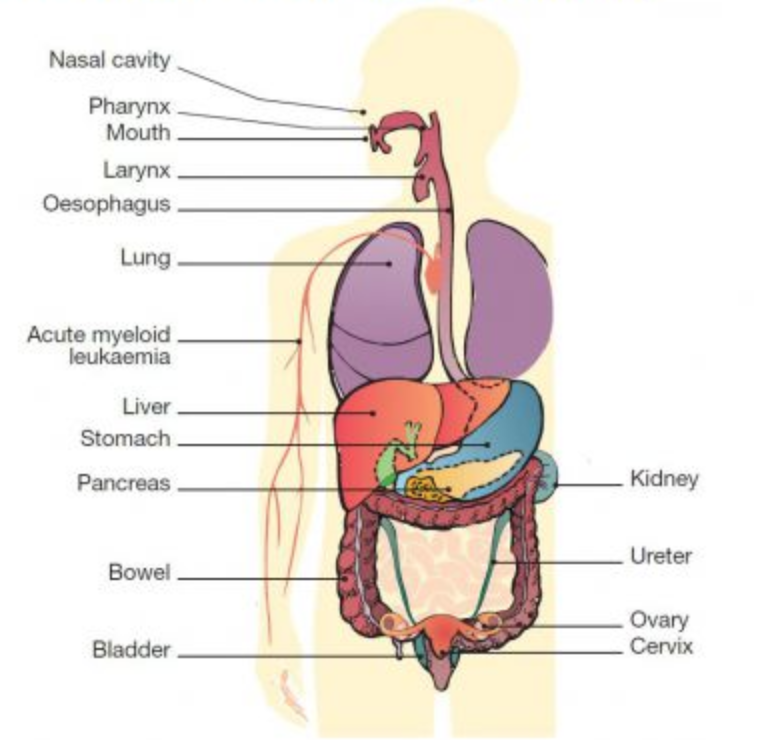 Nasal cavity
Pharynx
Mouth
Larynx
Oesophagus
Lung
Acute myeloid
leukaemia
Liver
Stomach
Pancreas
Bowel
Bladder
Kidney
Ureter
Ovary
Cervix